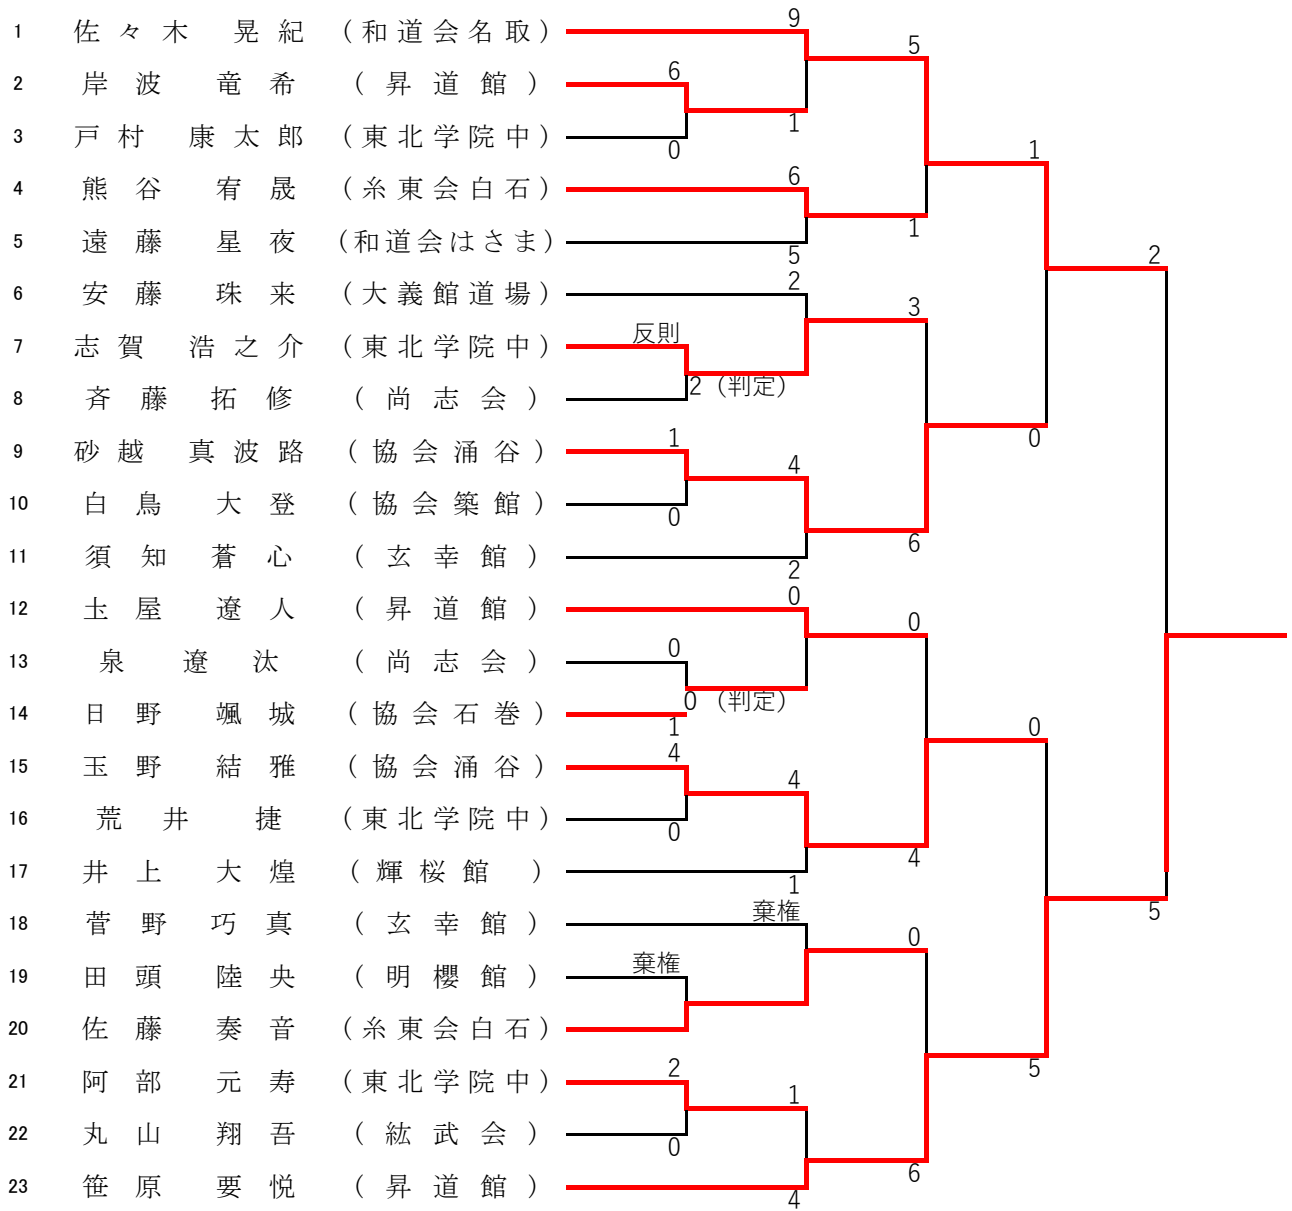 1 佐々木 晃紀 (和道会名取) 9
5
2 岸波 竜希 (昇道館) 6
1
3 戸村 康太郎 (東北学院中) 0
1
4 熊谷 宥晟 (糸東会白石) 6
1
5 遠藤 星夜 (和道会はさま) 5
2
6 安藤 珠来 (大義館道場) 2
3
7 志賀 浩之介 (東北学院中) 反則
2 (判定)
8 斉藤 拓修 (尚志会)
9 砂越 真波路 (協会涌谷) 1
0
4
10 白鳥 大登 (協会築館) 0
6
11 須知 蒼心 (玄幸館) 2
12 土屋 遼人 (昇道館) 0
0
13 泉 遼汰 (尚志会) 0
0 (判定)
14 日野 颯城 (協会石巻) 1
0
15 玉野 結雅 (協会涌谷) 4
4
16 荒井 捷 (東北学院中) 0
4
17 井上 大煌 (輝桜館 ) 1
18 菅野 巧真 (玄幸館) 棄権
5
0
19 田頭 陸央 (明櫻館) 棄権
20 佐藤 奏音 (糸東会白石)
5
21 阿部 元寿 (東北学院中) 2
1
22 丸山 翔吾 (紘武会) 0
6
23 笹原 要悦 (昇道館) 4